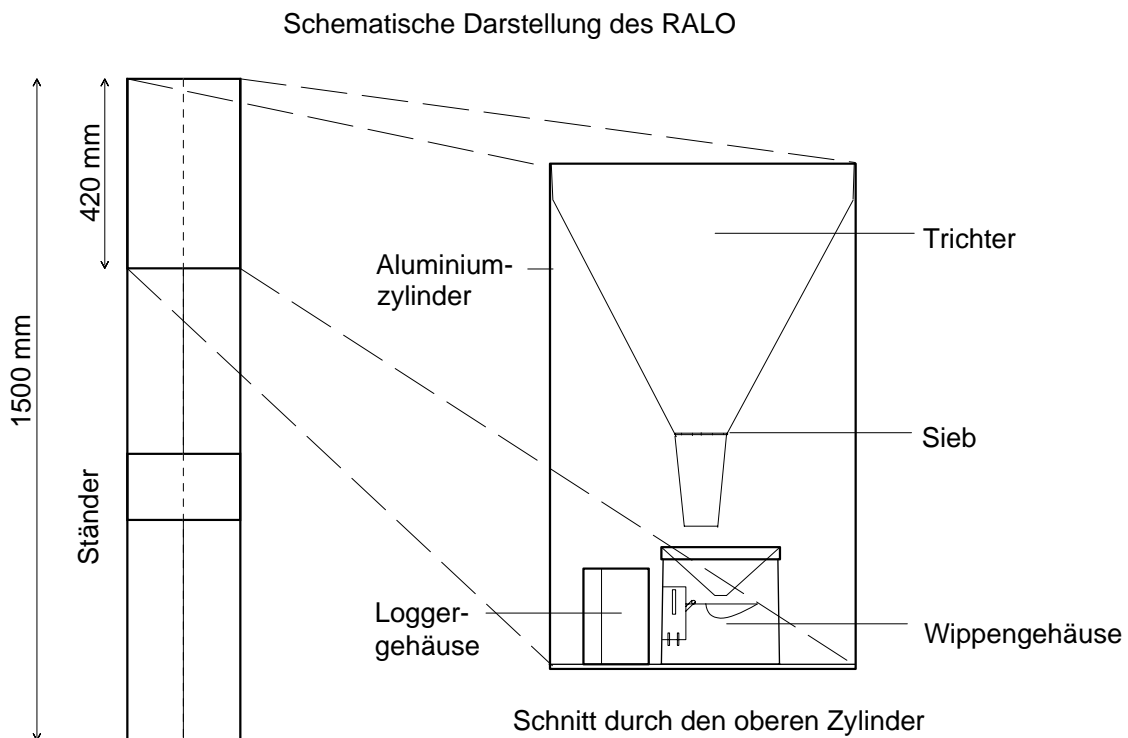 Schematische Darstellung des RALO
1500 mm
420 mm
Ständer
Aluminium-
zylinder
Trichter
Sieb
Logger-
gehäuse
Wippengehäuse
Schnitt durch den oberen Zylinder